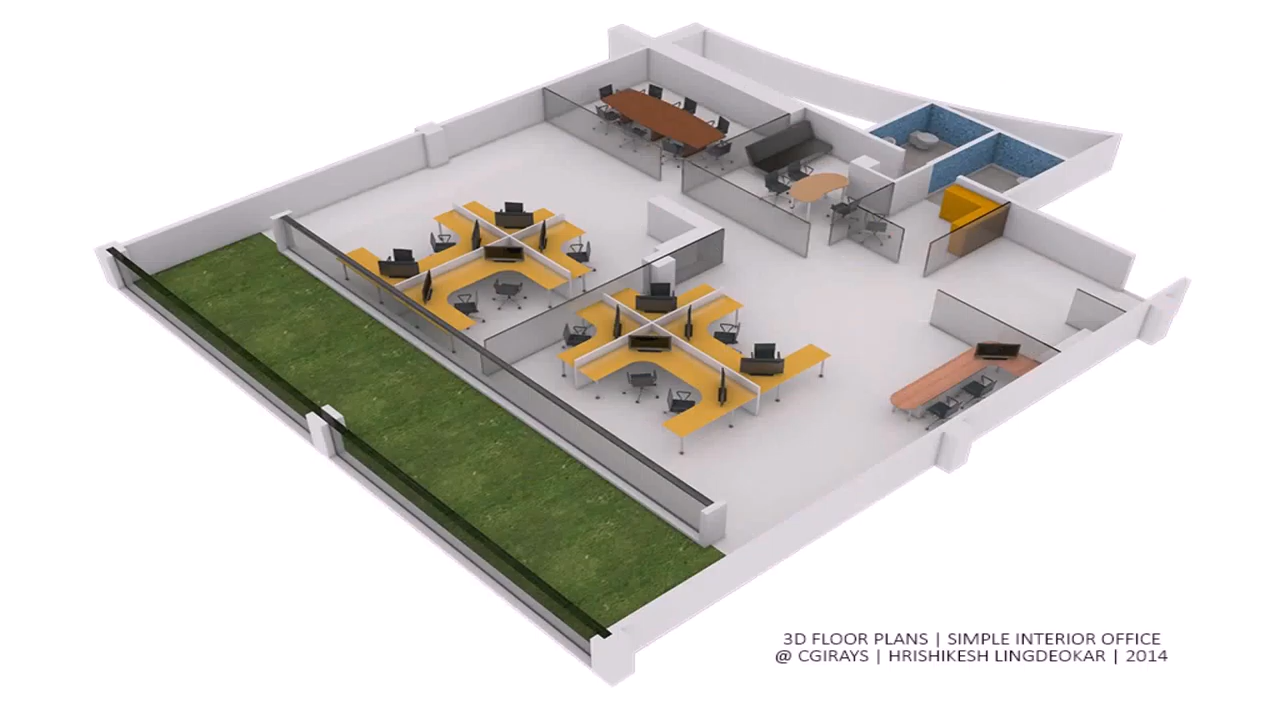 3D FLOOR PLANS | SIMPLE INTERIOR OFFICE
@ CGIRAYS | HRISHIKESH LINGDEOKAR | 2014